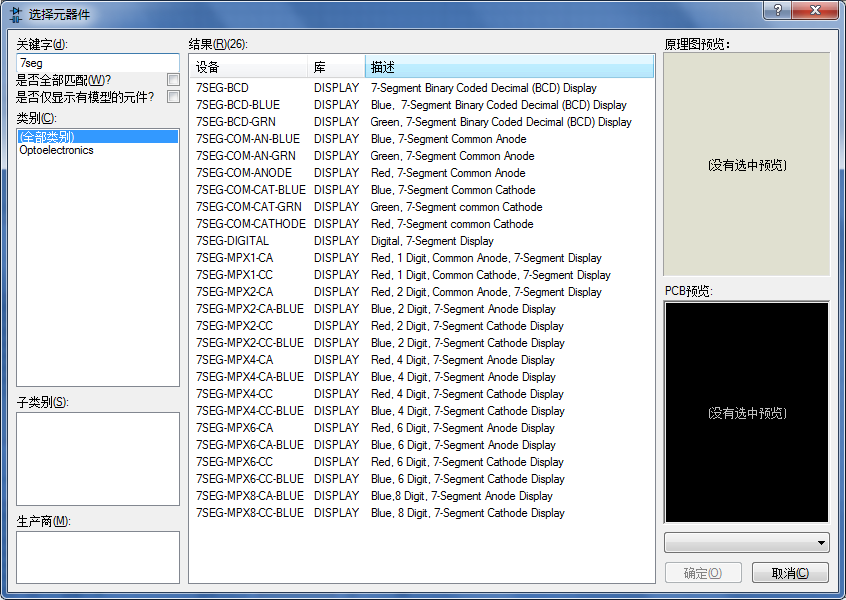 选择元器件
关键字(d):
7seg
是否全部匹配(W)?
是否仅显示有模型的元件?
类别(C):
(全部类别)
Optoelectronics
子类别(S):
生产商(M):
结果(R)(26):
设备 库 描述
7SEG-BCD DISPLAY 7-Segment Binary Coded Decimal (BCD) Display
7SEG-BCD-BLUE DISPLAY Blue, 7-Segment Binary Coded Decimal (BCD) Display
7SEG-BCD-GRN DISPLAY Green, 7-Segment Binary Coded Decimal (BCD) Display
7SEG-COM-AN-BLUE DISPLAY Blue, 7-Segment Common Anode
7SEG-COM-AN-GRN DISPLAY Green, 7-Segment Common Anode
7SEG-COM-ANODE DISPLAY Red, 7-Segment Common Anode
7SEG-COM-CAT-BLUE DISPLAY Blue, 7-Segment Common Cathode
7SEG-COM-CAT-GRN DISPLAY Green, 7-Segment common Cathode
7SEG-COM-CATHODE DISPLAY Red, 7-Segment common Cathode
7SEG-DIGITAL DISPLAY Digital, 7-Segment Display
7SEG-MPX1-CA DISPLAY Red, 1 Digit, Common Anode, 7-Segment Display
7SEG-MPX1-CC DISPLAY Red, 1 Digit, Common Cathode, 7-Segment Display
7SEG-MPX2-CA DISPLAY Red, 2 Digit, Common Anode, 7-Segment Display
7SEG-MPX2-CA-BLUE DISPLAY Blue, 2 Digit, 7-Segment Anode Display
7SEG-MPX2-CC DISPLAY Red, 2 Digit, 7-Segment Cathode Display
7SEG-MPX2-CC-BLUE DISPLAY Blue, 2 Digit, 7-Segment Cathode Display
7SEG-MPX4-CA DISPLAY Red, 4 Digit, 7-Segment Anode Display
7SEG-MPX4-CA-BLUE DISPLAY Blue, 4 Digit, 7-Segment Anode Display
7SEG-MPX4-CC DISPLAY Red, 4 Digit, 7-Segment Cathode Display
7SEG-MPX4-CC-BLUE DISPLAY Blue, 4 Digit, 7-Segment Cathode Display
7SEG-MPX6-CA DISPLAY Red, 6 Digit, 7-Segment Anode Display
7SEG-MPX6-CA-BLUE DISPLAY Blue, 6 Digit, 7-Segment Anode Display
7SEG-MPX6-CC DISPLAY Red, 6 Digit, 7-Segment Cathode Display
7SEG-MPX6-CC-BLUE DISPLAY Blue, 6 Digit, 7-Segment Cathode Display
7SEG-MPX8-CA-BLUE DISPLAY Blue,8 Digit, 7-Segment Anode Display
7SEG-MPX8-CC-BLUE DISPLAY Blue, 8 Digit, 7-Segment Cathode Display
原理图预览:
(没有选中预览)
PCB预览:
(没有选中预览)
确定(O) 取消(C)